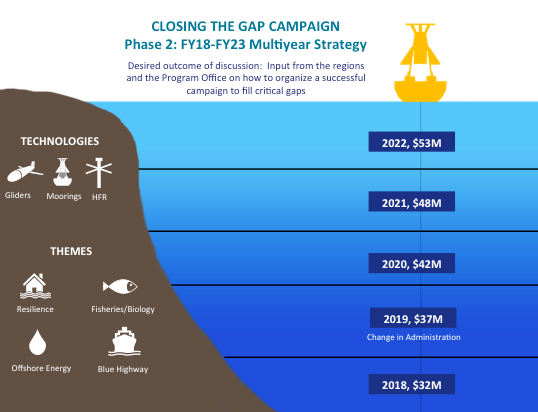 CLOSING THE GAP CAMPAIGN
Phase 2: FY18-FY23 Multiyear Strategy
Desired outcome of discussion: Input from the regions
and the Program Office on how to organize a successful
campaign to fill critical gaps
TECHNOLOGIES
Gliders
Moorings
HFR
THEMES
Resilience
Fisheries/Biology
Offshore Energy
Blue Highway
2022, $53M
2021, $48M
2020, $42M
2019, $37M
Change in Administration
2018, $32M